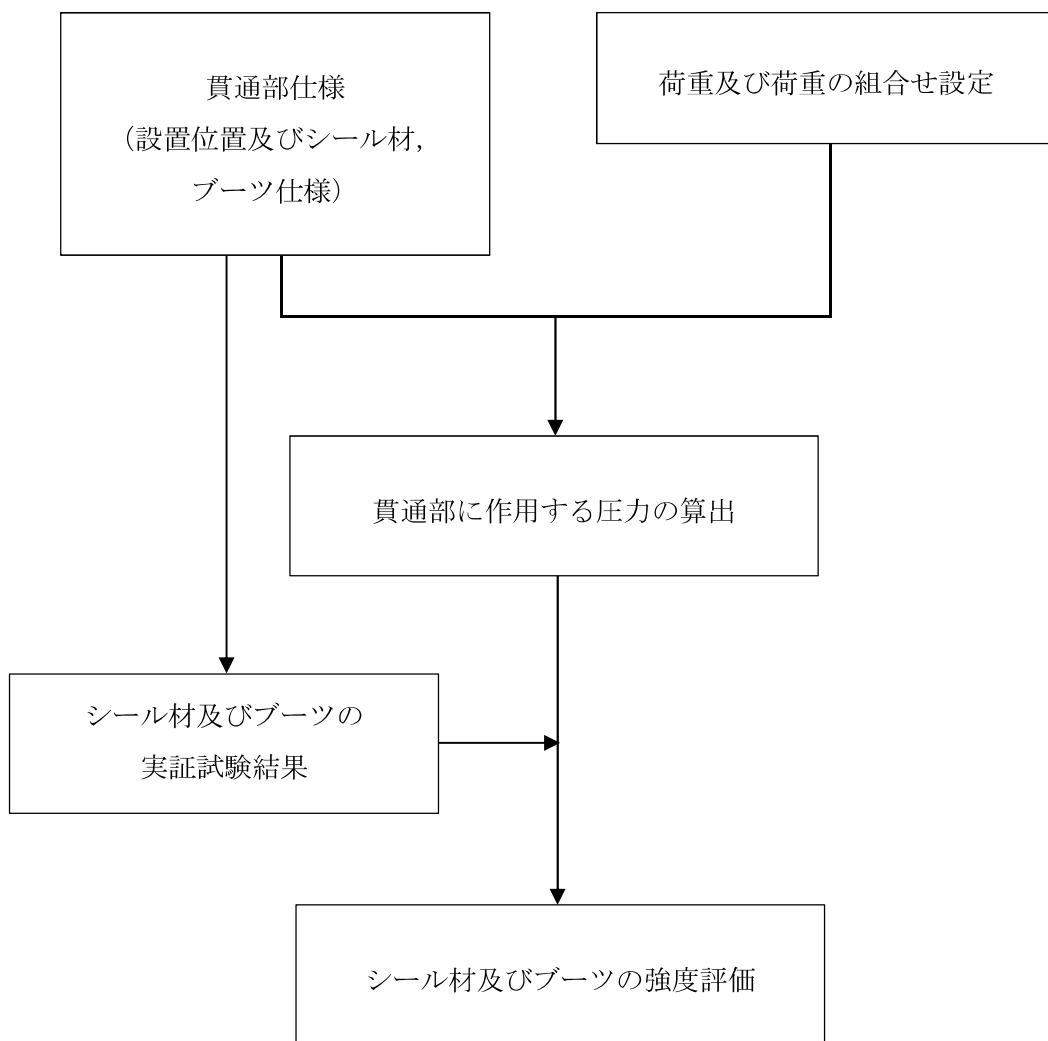 貫通部仕様
（設置位置及びシール材，
ブーツ仕様）
荷重及び荷重の組合せ設定
貫通部に作用する圧力の算出
シール材及びブーツの
実証試験結果
シール材及びブーツの強度評価